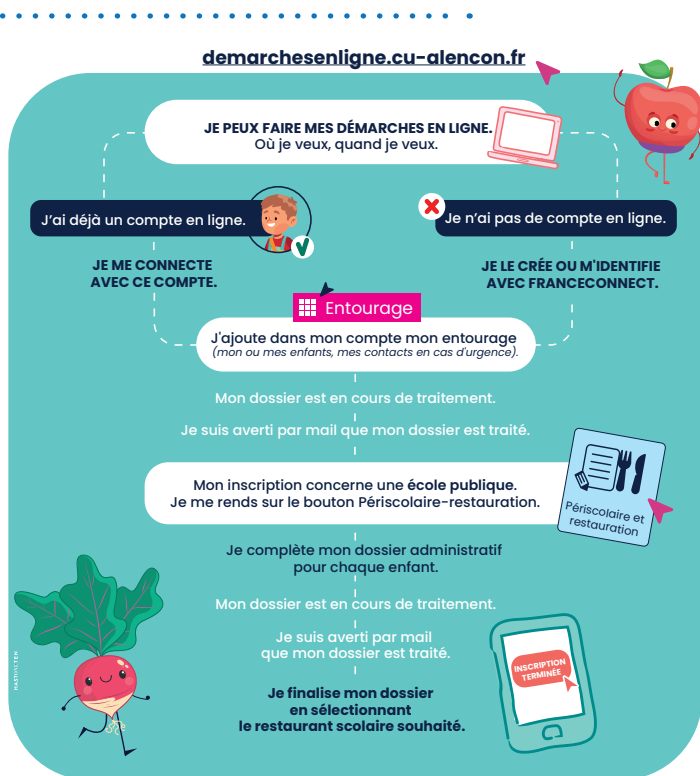 demarchesenligne.cu-alencon.fr
JE PEUX FAIRE MES DÉMARCHES EN LIGNE.
Où je veux, quand je veux.
J'ai déjà un compte en ligne.
Je n'ai pas de compte en ligne.
JE ME CONNECTE
AVEC CE COMPTE.
JE LE CRÉE OU M'IDENTIFIE
AVEC FRANCECONNECT.
Entourage
J'ajoute dans mon compte mon entourage
(mon ou mes enfants, mes contacts en cas d'urgence).
Mon dossier est en cours de traitement.
Je suis averti par mail que mon dossier est traité.
Mon inscription concerne une école publique.
Je me rends sur le bouton Périscolaire-restauration.
Périscolaire et
restauration
Je complète mon dossier administratif
pour chaque enfant.
Mon dossier est en cours de traitement.
Je suis averti par mail
que mon dossier est traité.
INSCRIPTION
TERMINÉE
Je finalise mon dossier
en sélectionnant
le restaurant scolaire souhaité.